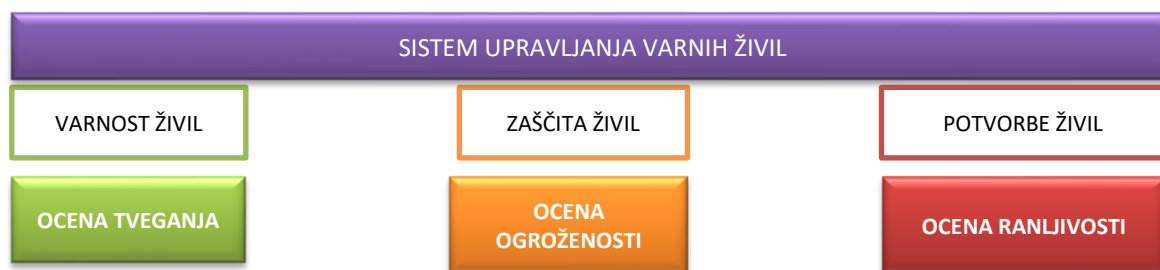 SISTEM UPRAVLJANJA VARNIH ŽIVIL
VARNOST ŽIVIL
ZAŠČITA ŽIVIL
POTVORBE ŽIVIL
OCENA TVEGANJA
OCENA
OGROŽENOSTI
OCENA RANLJIVOSTI